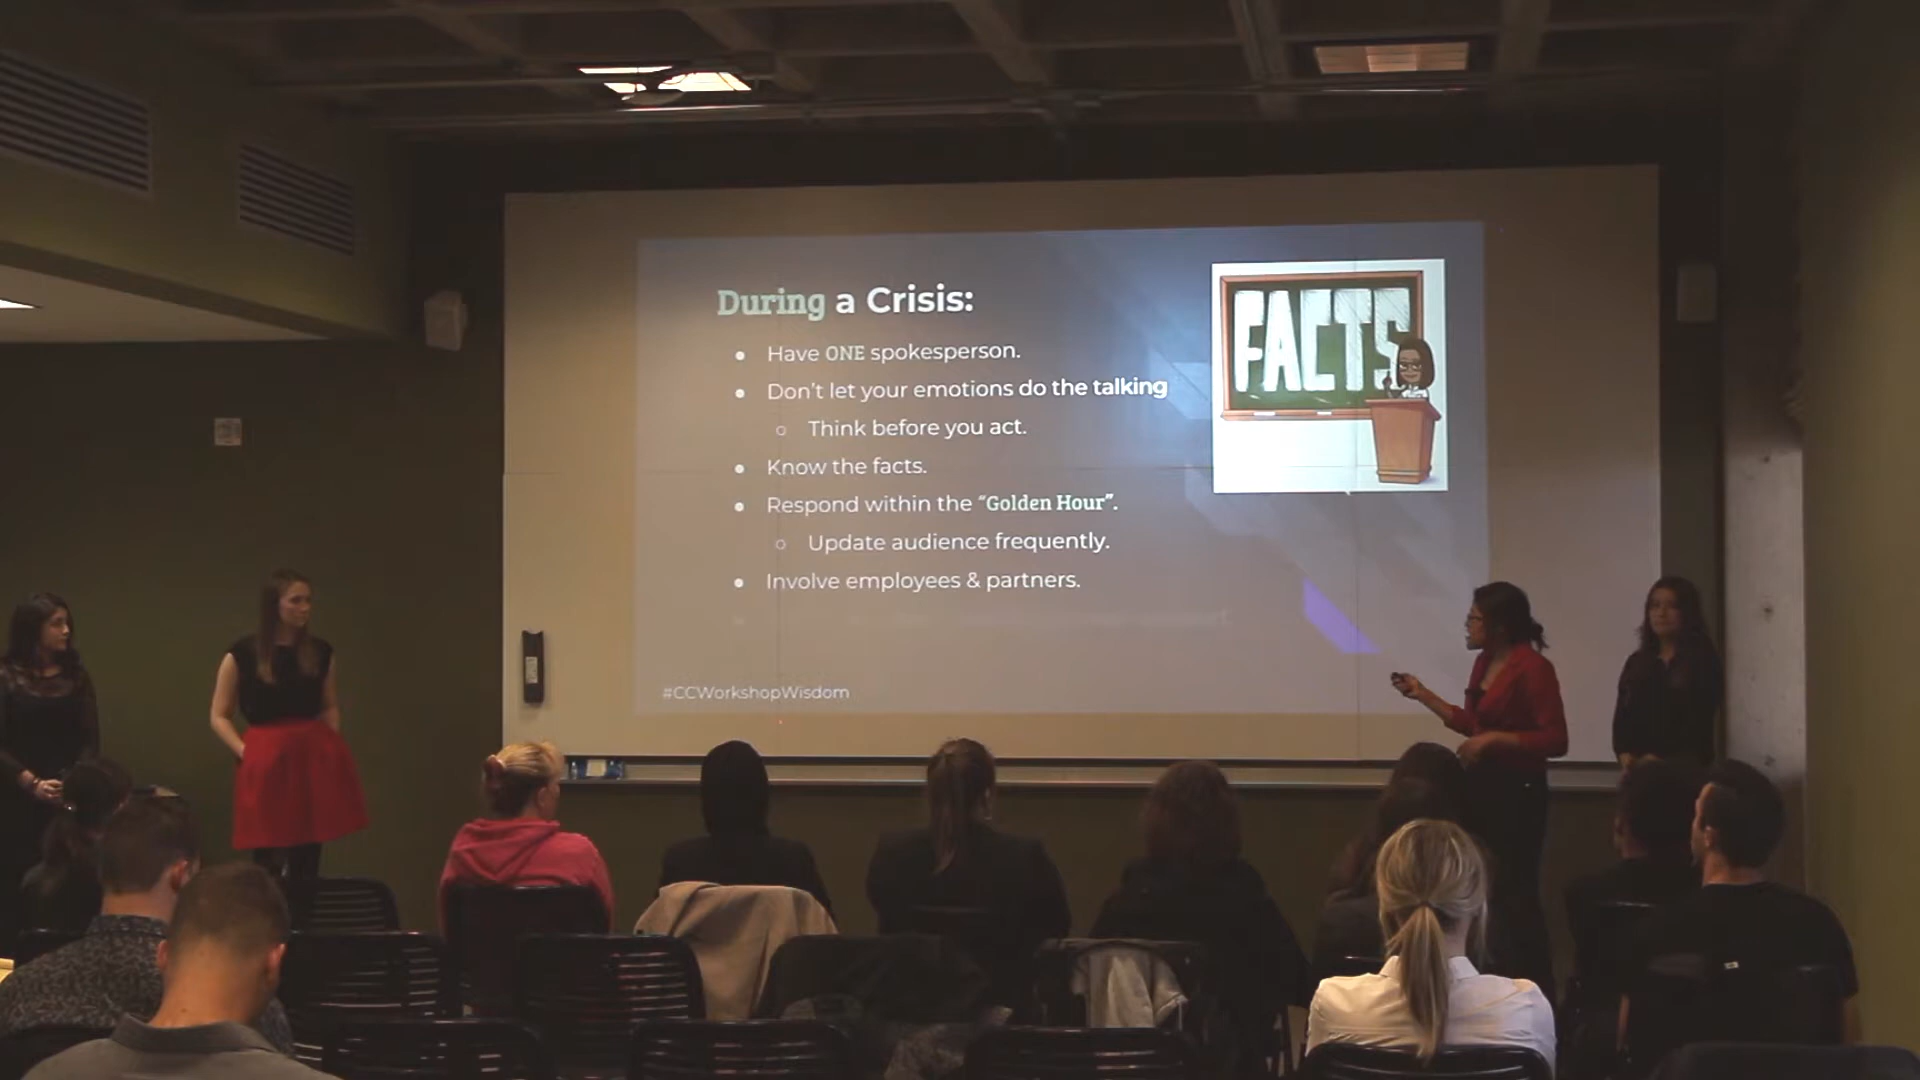 During a Crisis:
Have ONE spokesperson.
Don't let your emotions do the talking
Think before you act.
Know the facts.
Respond within the “Golden Hour”.
Update audience frequently.
Involve employees & partners.
#CCWorkshopWisdom
FACTS